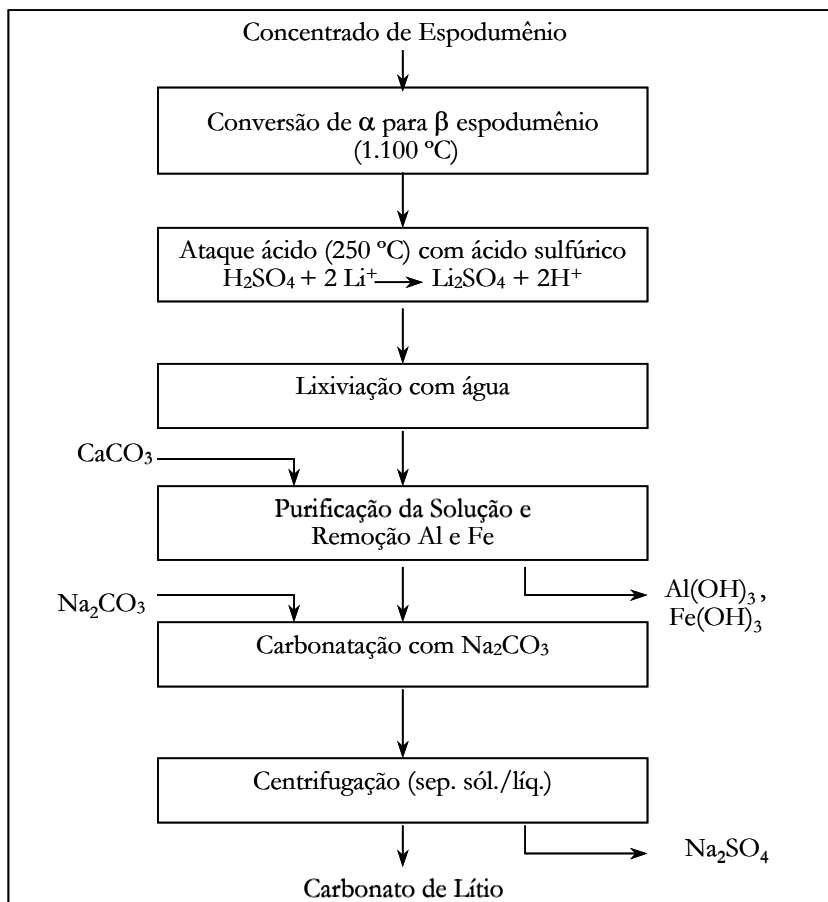 Concentrado de Espodumênio
Conversão de α para β espodumênio
(1.100 ºC)
Ataque ácido (250 ºC) com ácido sulfúrico
H₂SO₄ + 2 Li⁺ → Li₂SO₄ + 2H⁺
Lixiviação com água
CaCO₃
Purificação da Solução e
Remoção Al e Fe
Na₂CO₃
Al(OH)₃ ,
Fe(OH)₃
Carbonatação com Na₂CO₃
Centrifugação (sep. sól./líq.)
Na₂SO₄
Carbonato de Lítio